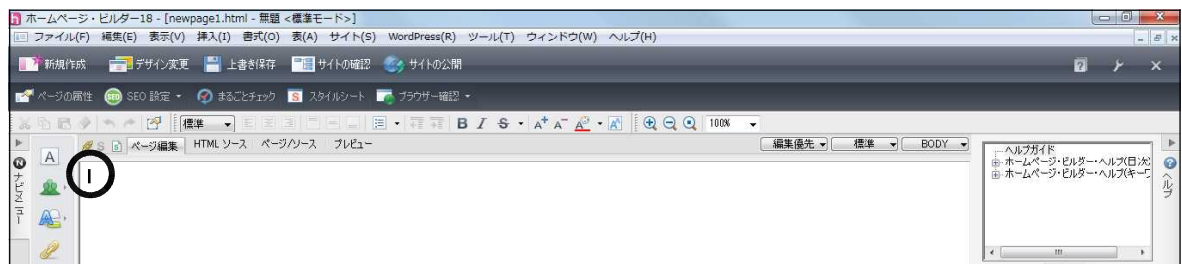 ホームページ・ビルダー18 - [newpage1.html - 無題 <標準モード>]
ファイル(F) 編集(E) 表示(V) 挿入(I) 書式(O) 表(A) サイト(S) WordPress(R) ツール(T) ウィンドウ(W) ヘルプ(H)
新規作成 デザイン変更 上書き保存 サイトの確認 サイトの公開
ページの属性 SEO 設定 まるごとチェック スタイルシート ブラウザー確認
標準 B I S A+ A- A 100%
ページ編集 HTML ソース ページ/ソース プレビュー 編集優先 標準 BODY
ナビメニュー
A
ヘルプガイド
ホームページ・ビルダー・ヘルプ(目次
ホームページ・ビルダー・ヘルプ(キーワ
ヘルプ